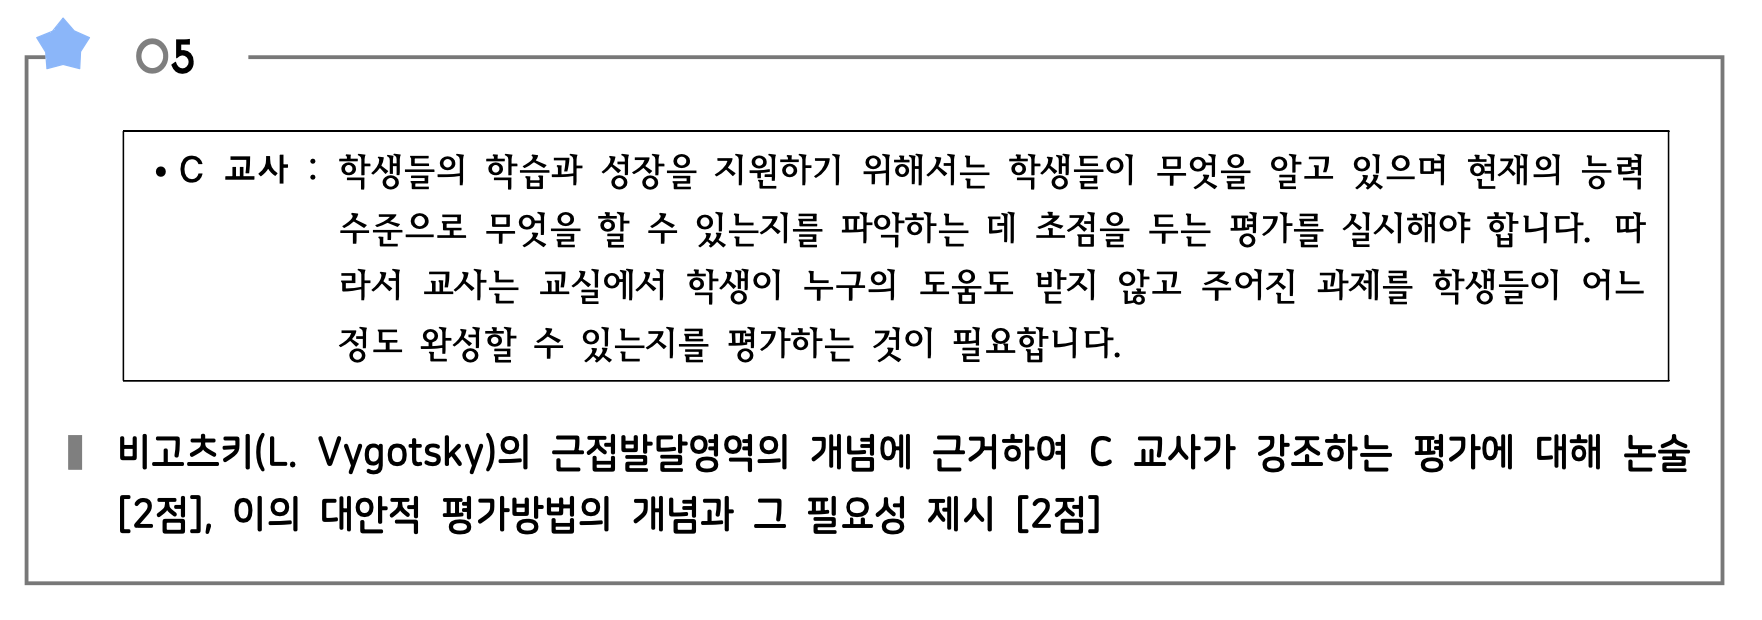 05
• C 교사 : 학생들의 학습과 성장을 지원하기 위해서는 학생들이 무엇을 알고 있으며 현재의 능력
수준으로 무엇을 할 수 있는지를 파악하는 데 초점을 두는 평가를 실시해야 합니다. 따
라서 교사는 교실에서 학생이 누구의 도움도 받지 않고 주어진 과제를 학생들이 어느
정도 완성할 수 있는지를 평가하는 것이 필요합니다.
비고츠키(L. Vygotsky)의 근접발달영역의 개념에 근거하여 C 교사가 강조하는 평가에 대해 논술
[2점], 이의 대안적 평가방법의 개념과 그 필요성 제시 [2점]